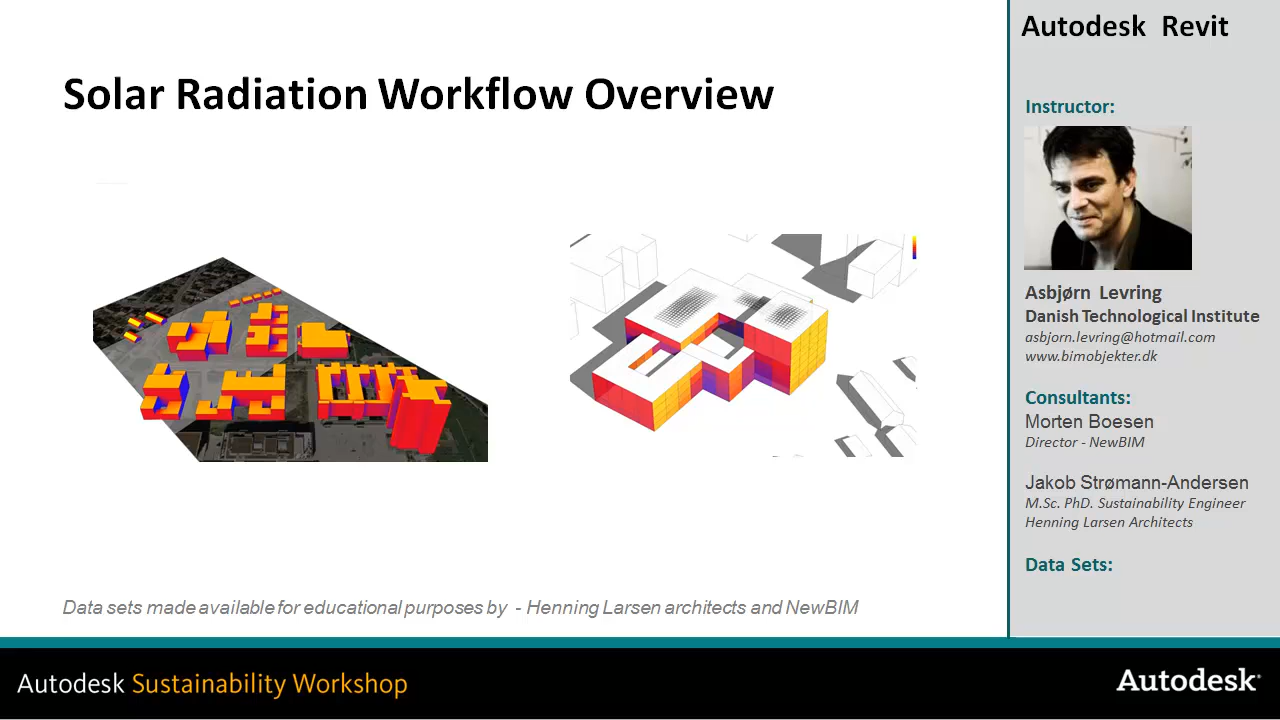 Solar Radiation Workflow Overview
Data sets made available for educational purposes by - Henning Larsen architects and NewBIM
Autodesk Revit
Instructor:
Asbjørn Levring
Danish Technological Institute
asbjorn.levring@hotmail.com
www.bimobjekter.dk
Consultants:
Morten Boesen
Director - NewBIM
Jakob Strømann-Andersen
M.Sc. PhD. Sustainability Engineer
Henning Larsen Architects
Data Sets:
Autodesk Sustainability Workshop
Autodesk